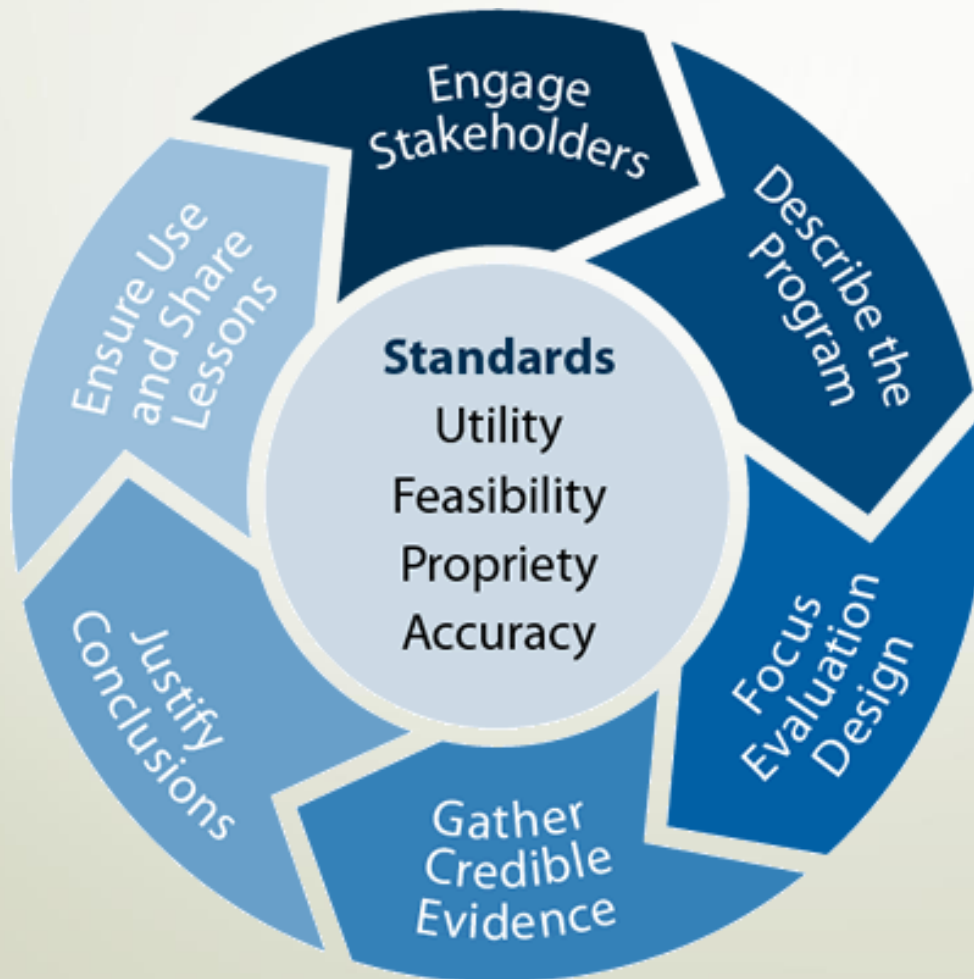 Engage
Stakeholders
Describe the
Program
Focus
Evaluation
Design
Gather
Credible
Evidence
Justify
Conclusions
Ensure Use
and Share
Lessons
Standards
Utility
Feasibility
Propriety
Accuracy